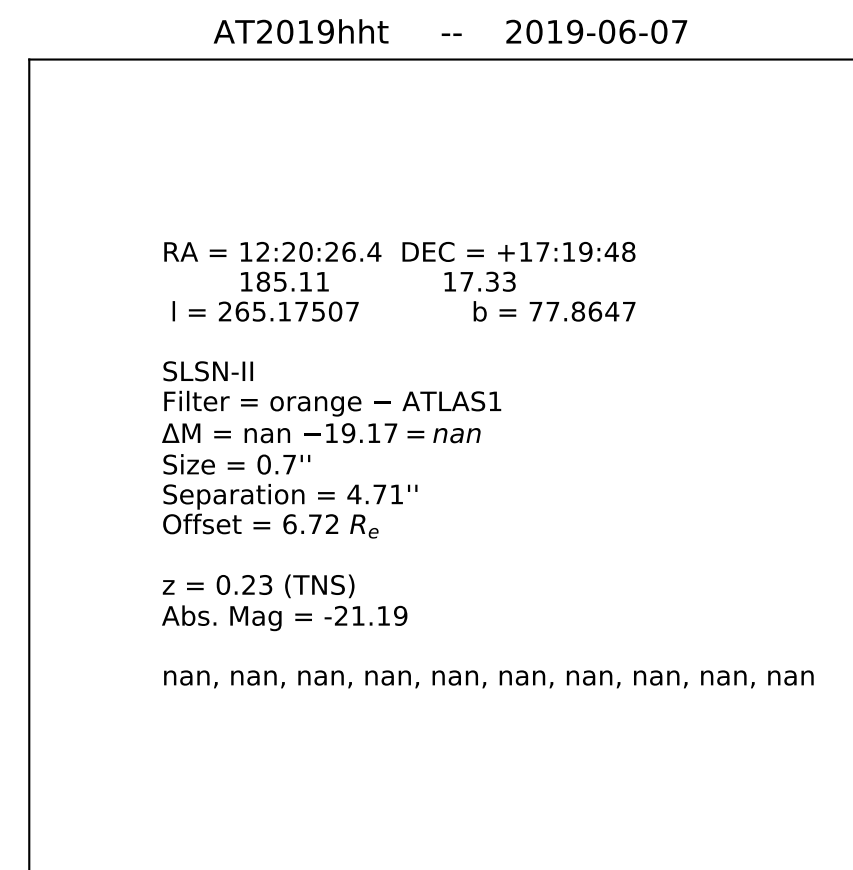 AT2019hht -- 2019-06-07
RA = 12:20:26.4 DEC = +17:19:48
185.11 17.33
l = 265.17507 b = 77.8647
SLSN-II
Filter = orange − ATLAS1
ΔM = nan −19.17 = nan
Size = 0.7''
Separation = 4.71''
Offset = 6.72 Rₑ
z = 0.23 (TNS)
Abs. Mag = -21.19
nan, nan, nan, nan, nan, nan, nan, nan, nan, nan